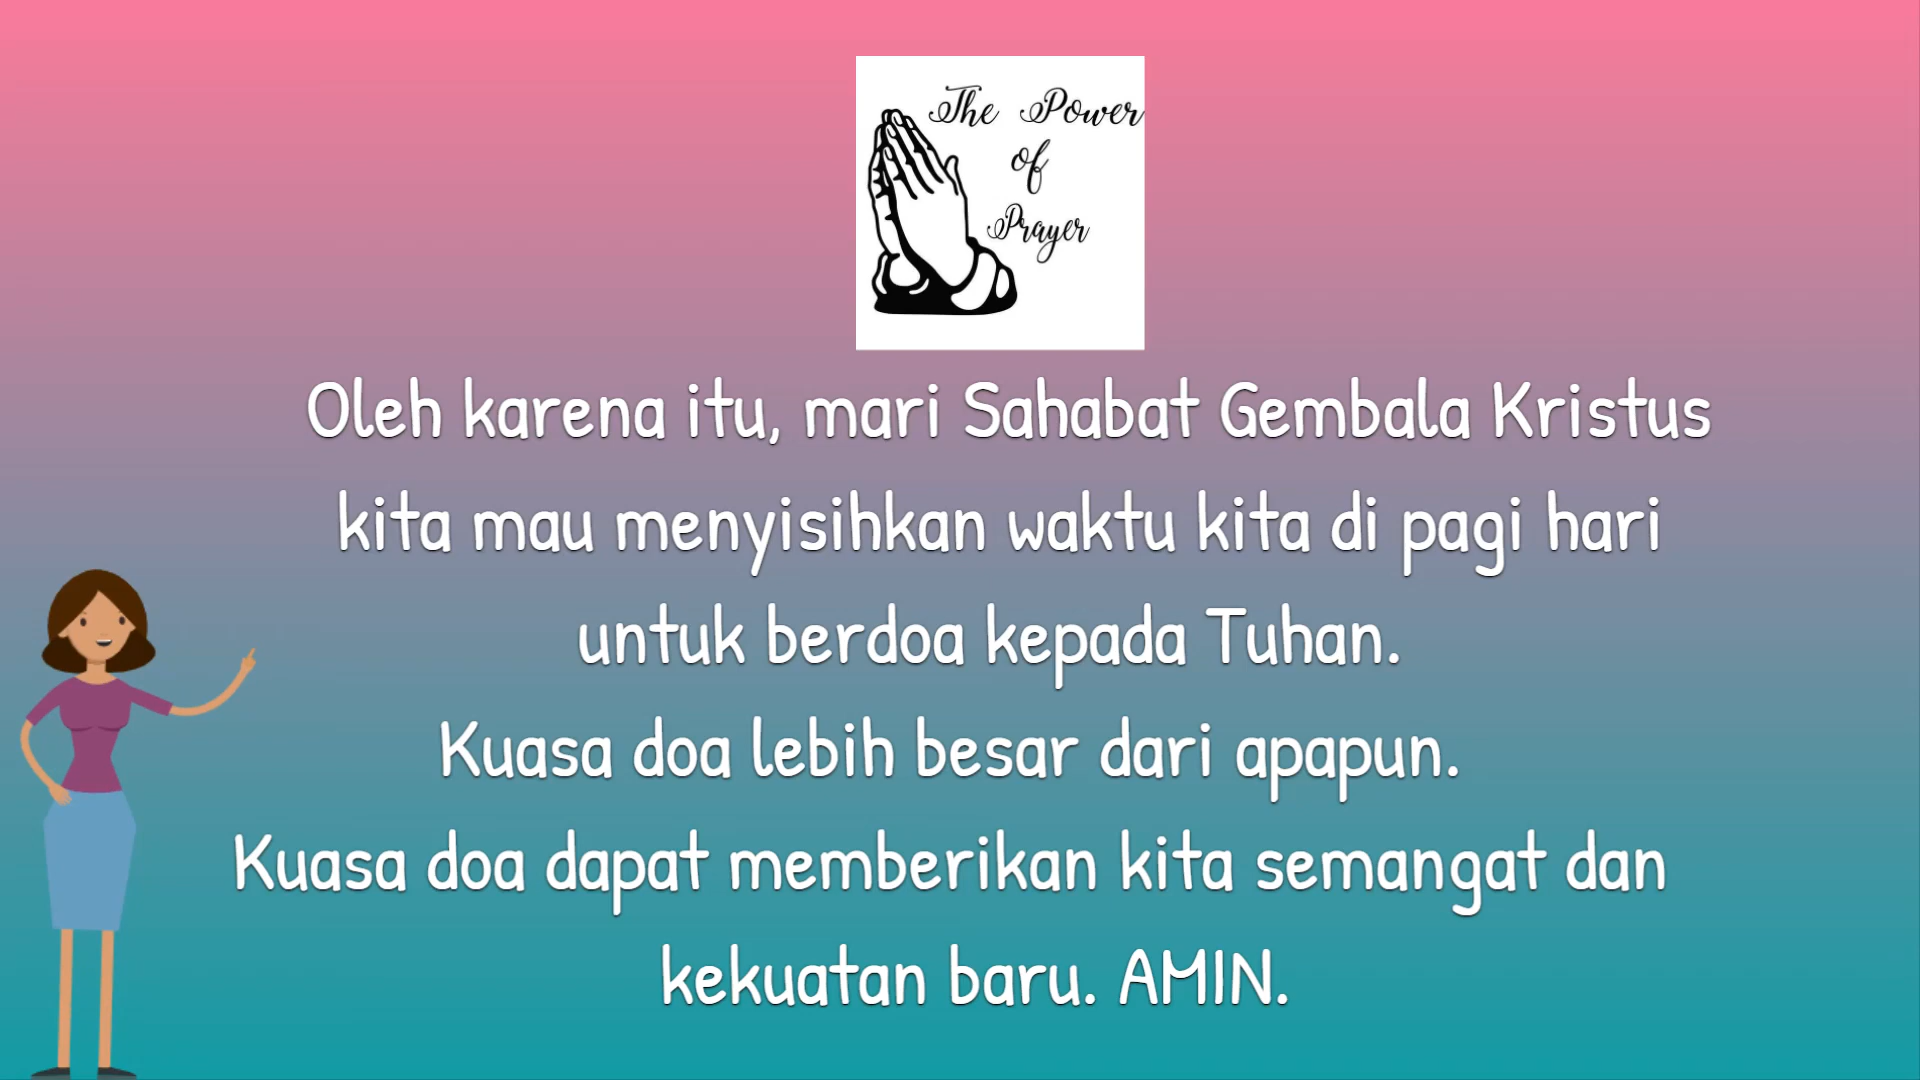 The Power
of
Prayer
Oleh karena itu, mari Sahabat Gembala Kristus
kita mau menyisihkan waktu kita di pagi hari
untuk berdoa kepada Tuhan.
Kuasa doa lebih besar dari apapun.
Kuasa doa dapat memberikan kita semangat dan
kekuatan baru. AMIN.